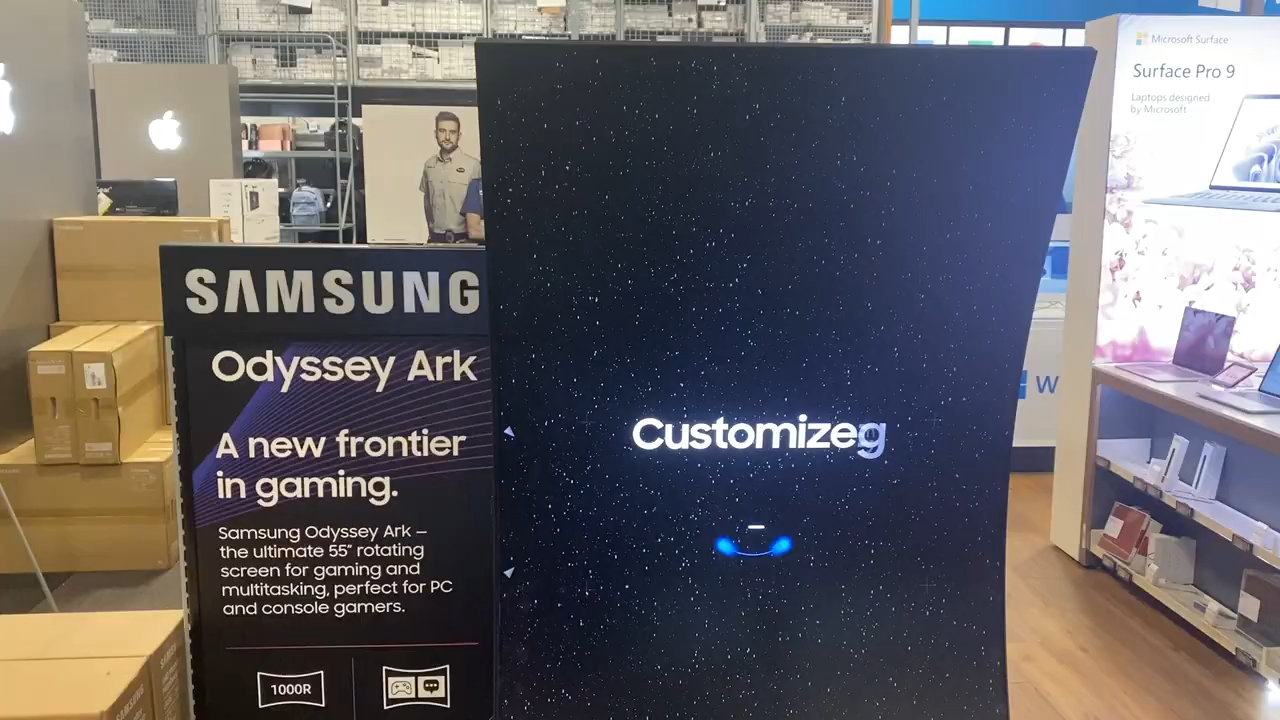 SAMSUNG
Odyssey Ark
A new frontier
in gaming.
Samsung Odyssey Ark –
the ultimate 55" rotating
screen for gaming and
multitasking, perfect for PC
and console gamers.
1000R
Customizeg
Microsoft Surface
Surface Pro 9
Laptops designed
by Microsoft
W
SAMSUNG